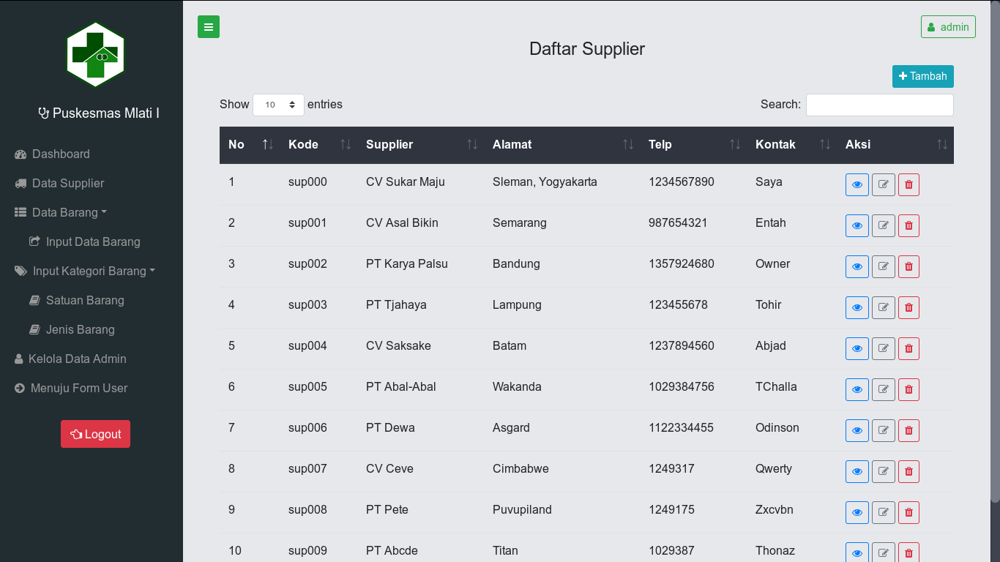 admin
Daftar Supplier
Puskesmas Mlati I
Dashboard
Data Supplier
Data Barang
Input Data Barang
Input Kategori Barang
Satuan Barang
Jenis Barang
Kelola Data Admin
Menuju Form User
Logout
Tambah
Show 10 entries Search:
No Kode Supplier Alamat Telp Kontak Aksi
1 sup000 CV Sukar Maju Sleman, Yogyakarta 1234567890 Saya
2 sup001 CV Asal Bikin Semarang 987654321 Entah
3 sup002 PT Karya Palsu Bandung 1357924680 Owner
4 sup003 PT Tjahaya Lampung 123455678 Tohir
5 sup004 CV Saksake Batam 1237894560 Abjad
6 sup005 PT Abal-Abal Wakanda 1029384756 TChalla
7 sup006 PT Dewa Asgard 1122334455 Odinson
8 sup007 CV Ceve Cimbabwe 1249317 Qwerty
9 sup008 PT Pete Puvupiland 1249175 Zxcvbn
10 sup009 PT Abcde Titan 1029387 Thonaz